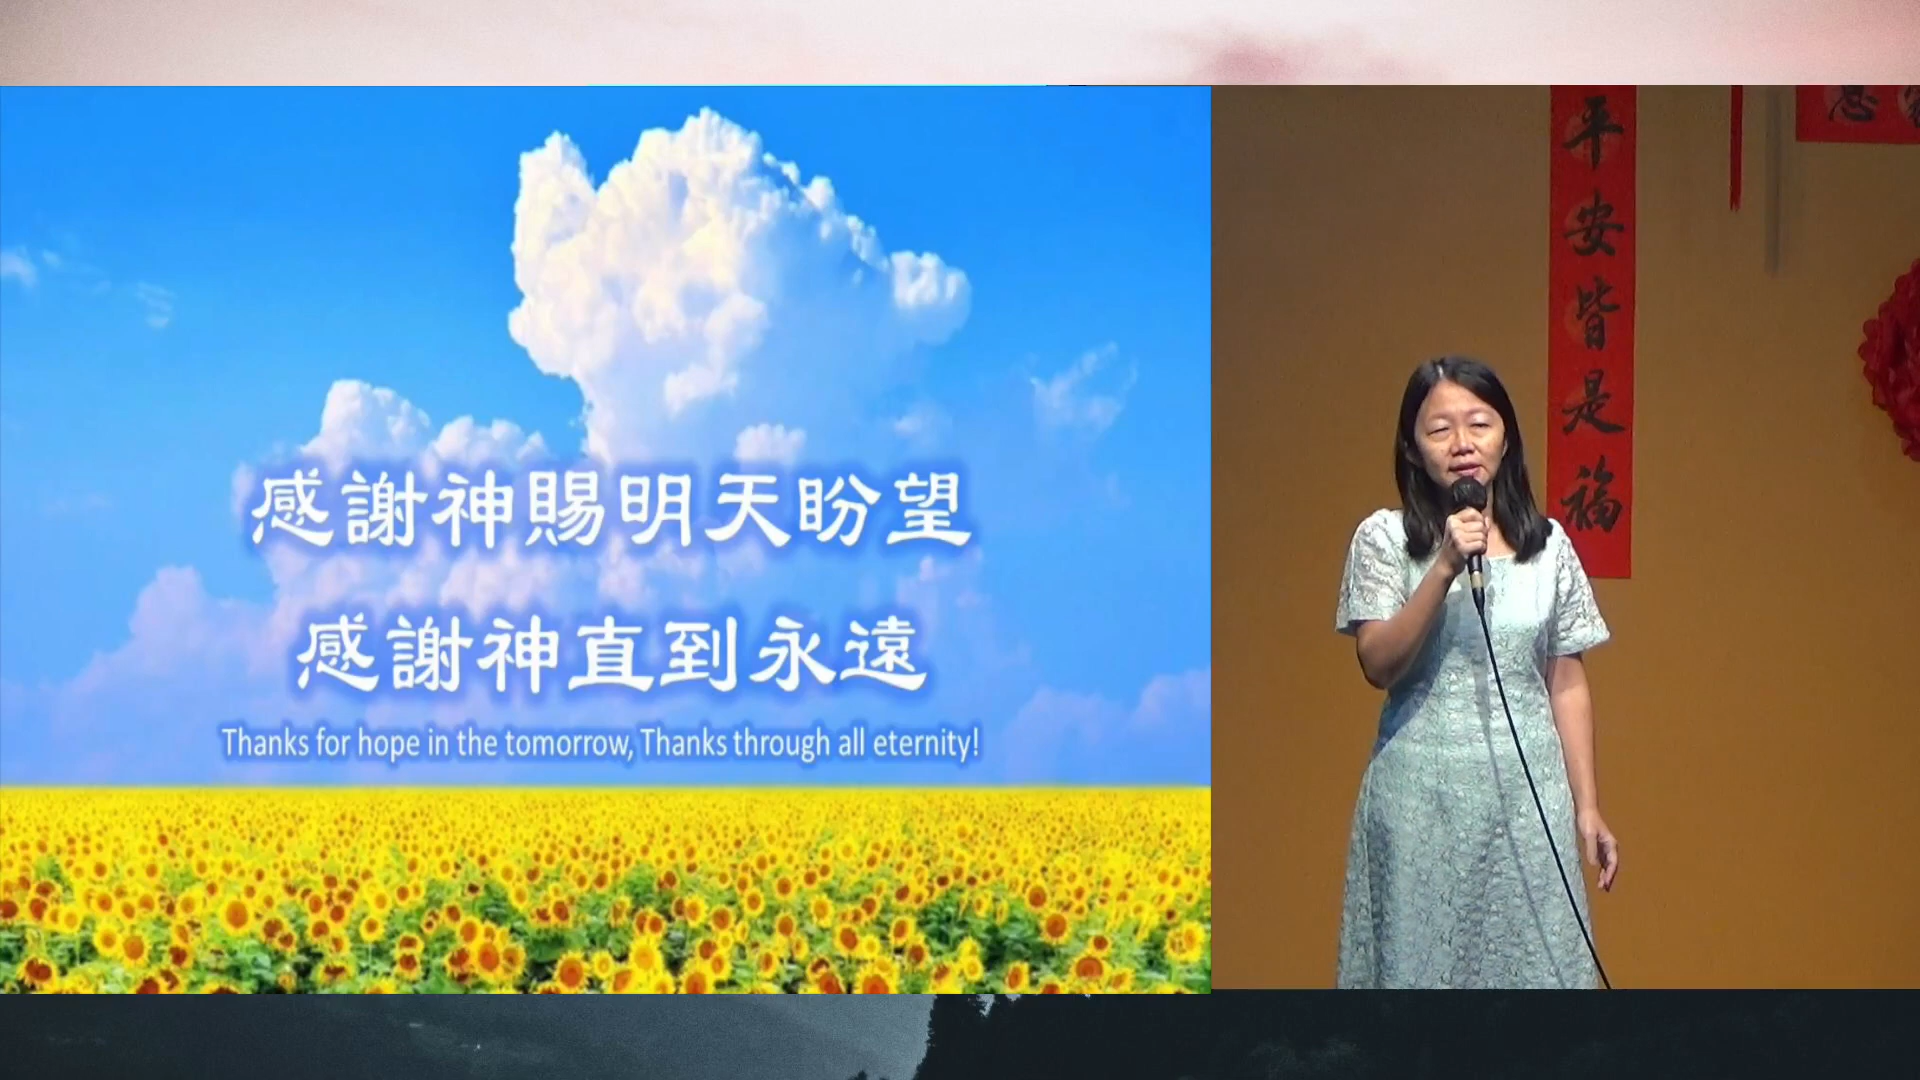 感謝神賜明天盼望
感謝神直到永遠
Thanks for hope in the tomorrow, Thanks through all eternity!
平安皆是福